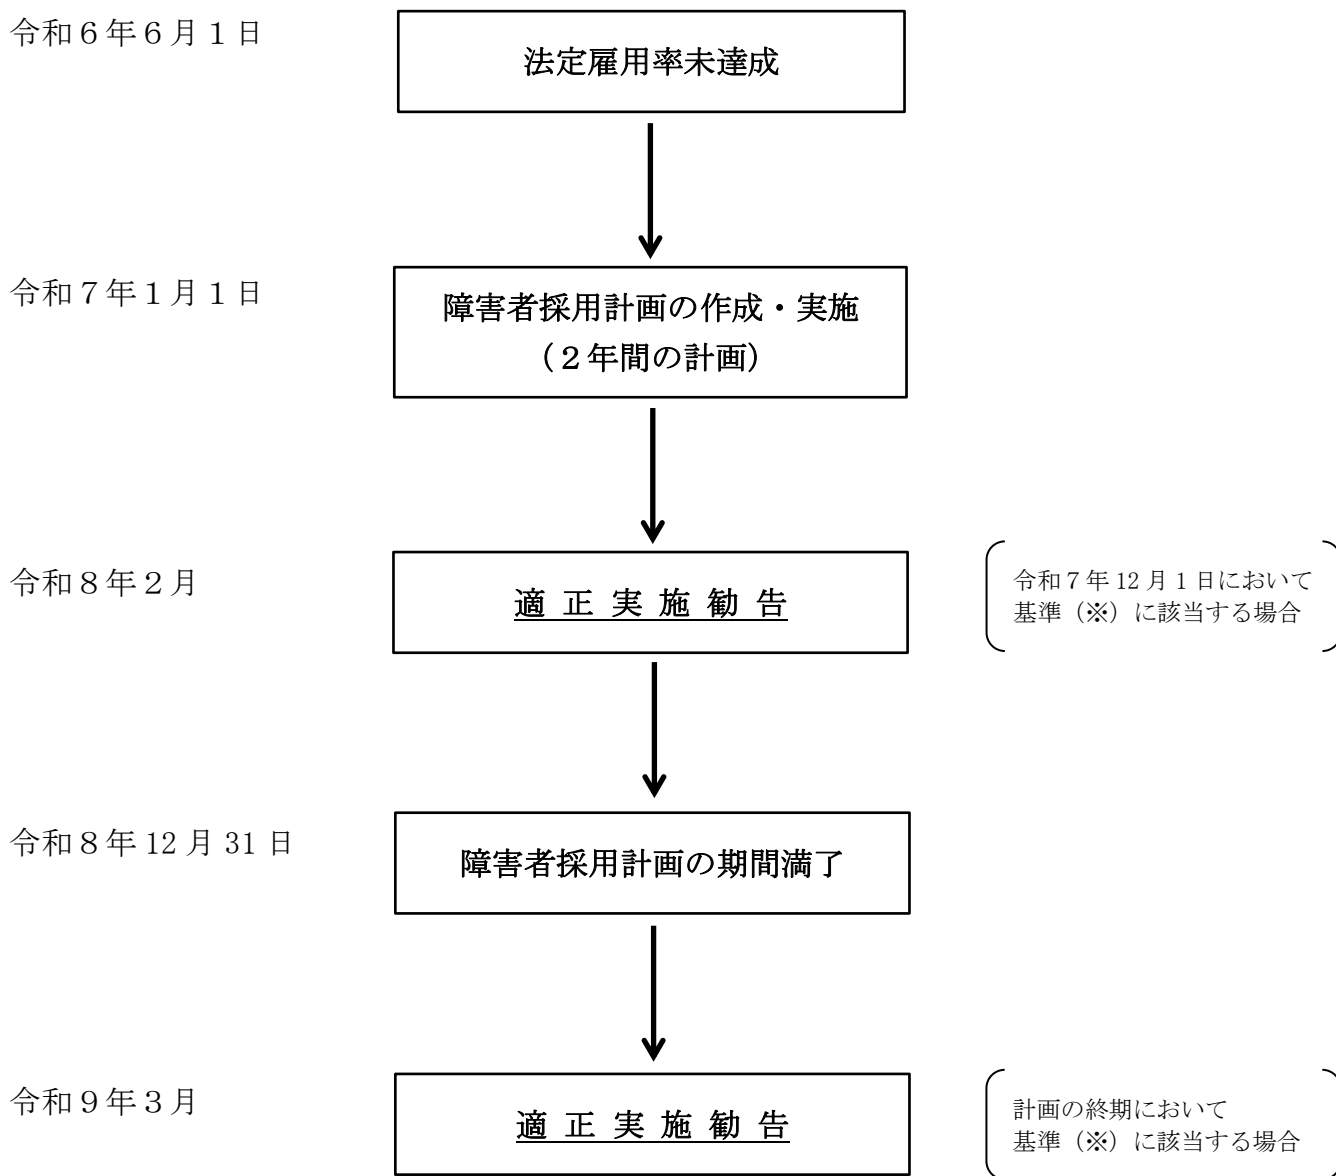 令和６年６月１日
法定雇用率未達成
令和７年１月１日
障害者採用計画の作成・実施
（２年間の計画）
令和８年２月
適 正 実 施 勧 告
令和７年 12 月 1 日において
基準（※）に該当する場合
令和８年 12 月 31 日
障害者採用計画の期間満了
令和９年３月
適 正 実 施 勧 告
計画の終期において
基準（※）に該当する場合